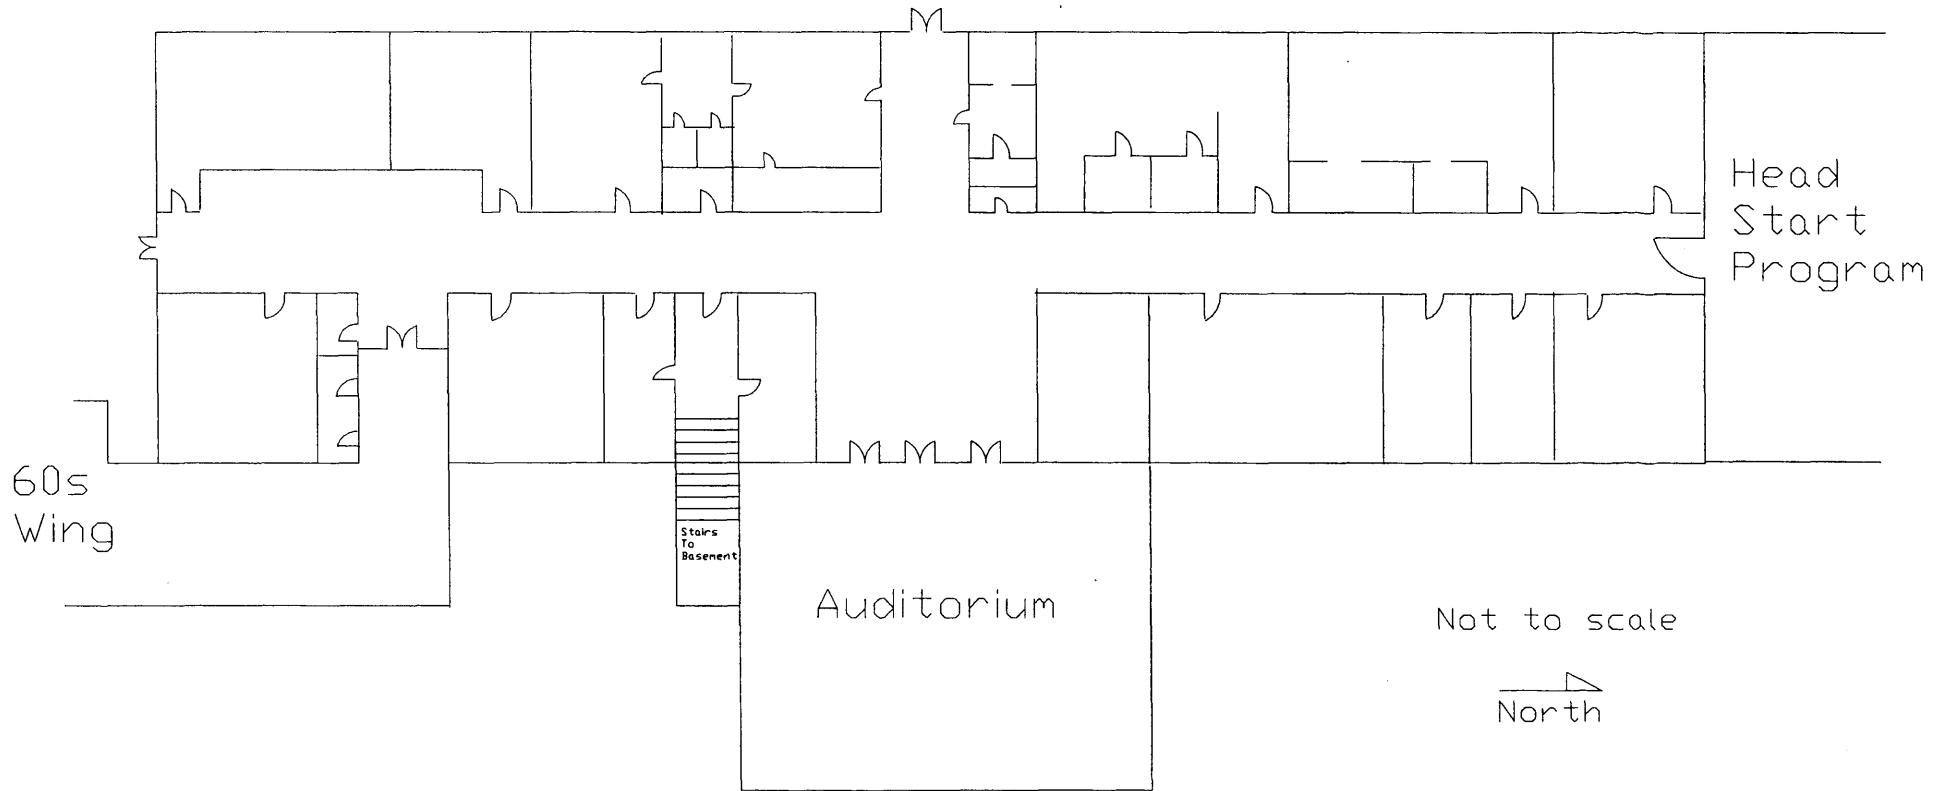 Head
Start
Program
60s
Wing
Stairs
To
Basement
Auditorium
Not to scale
North